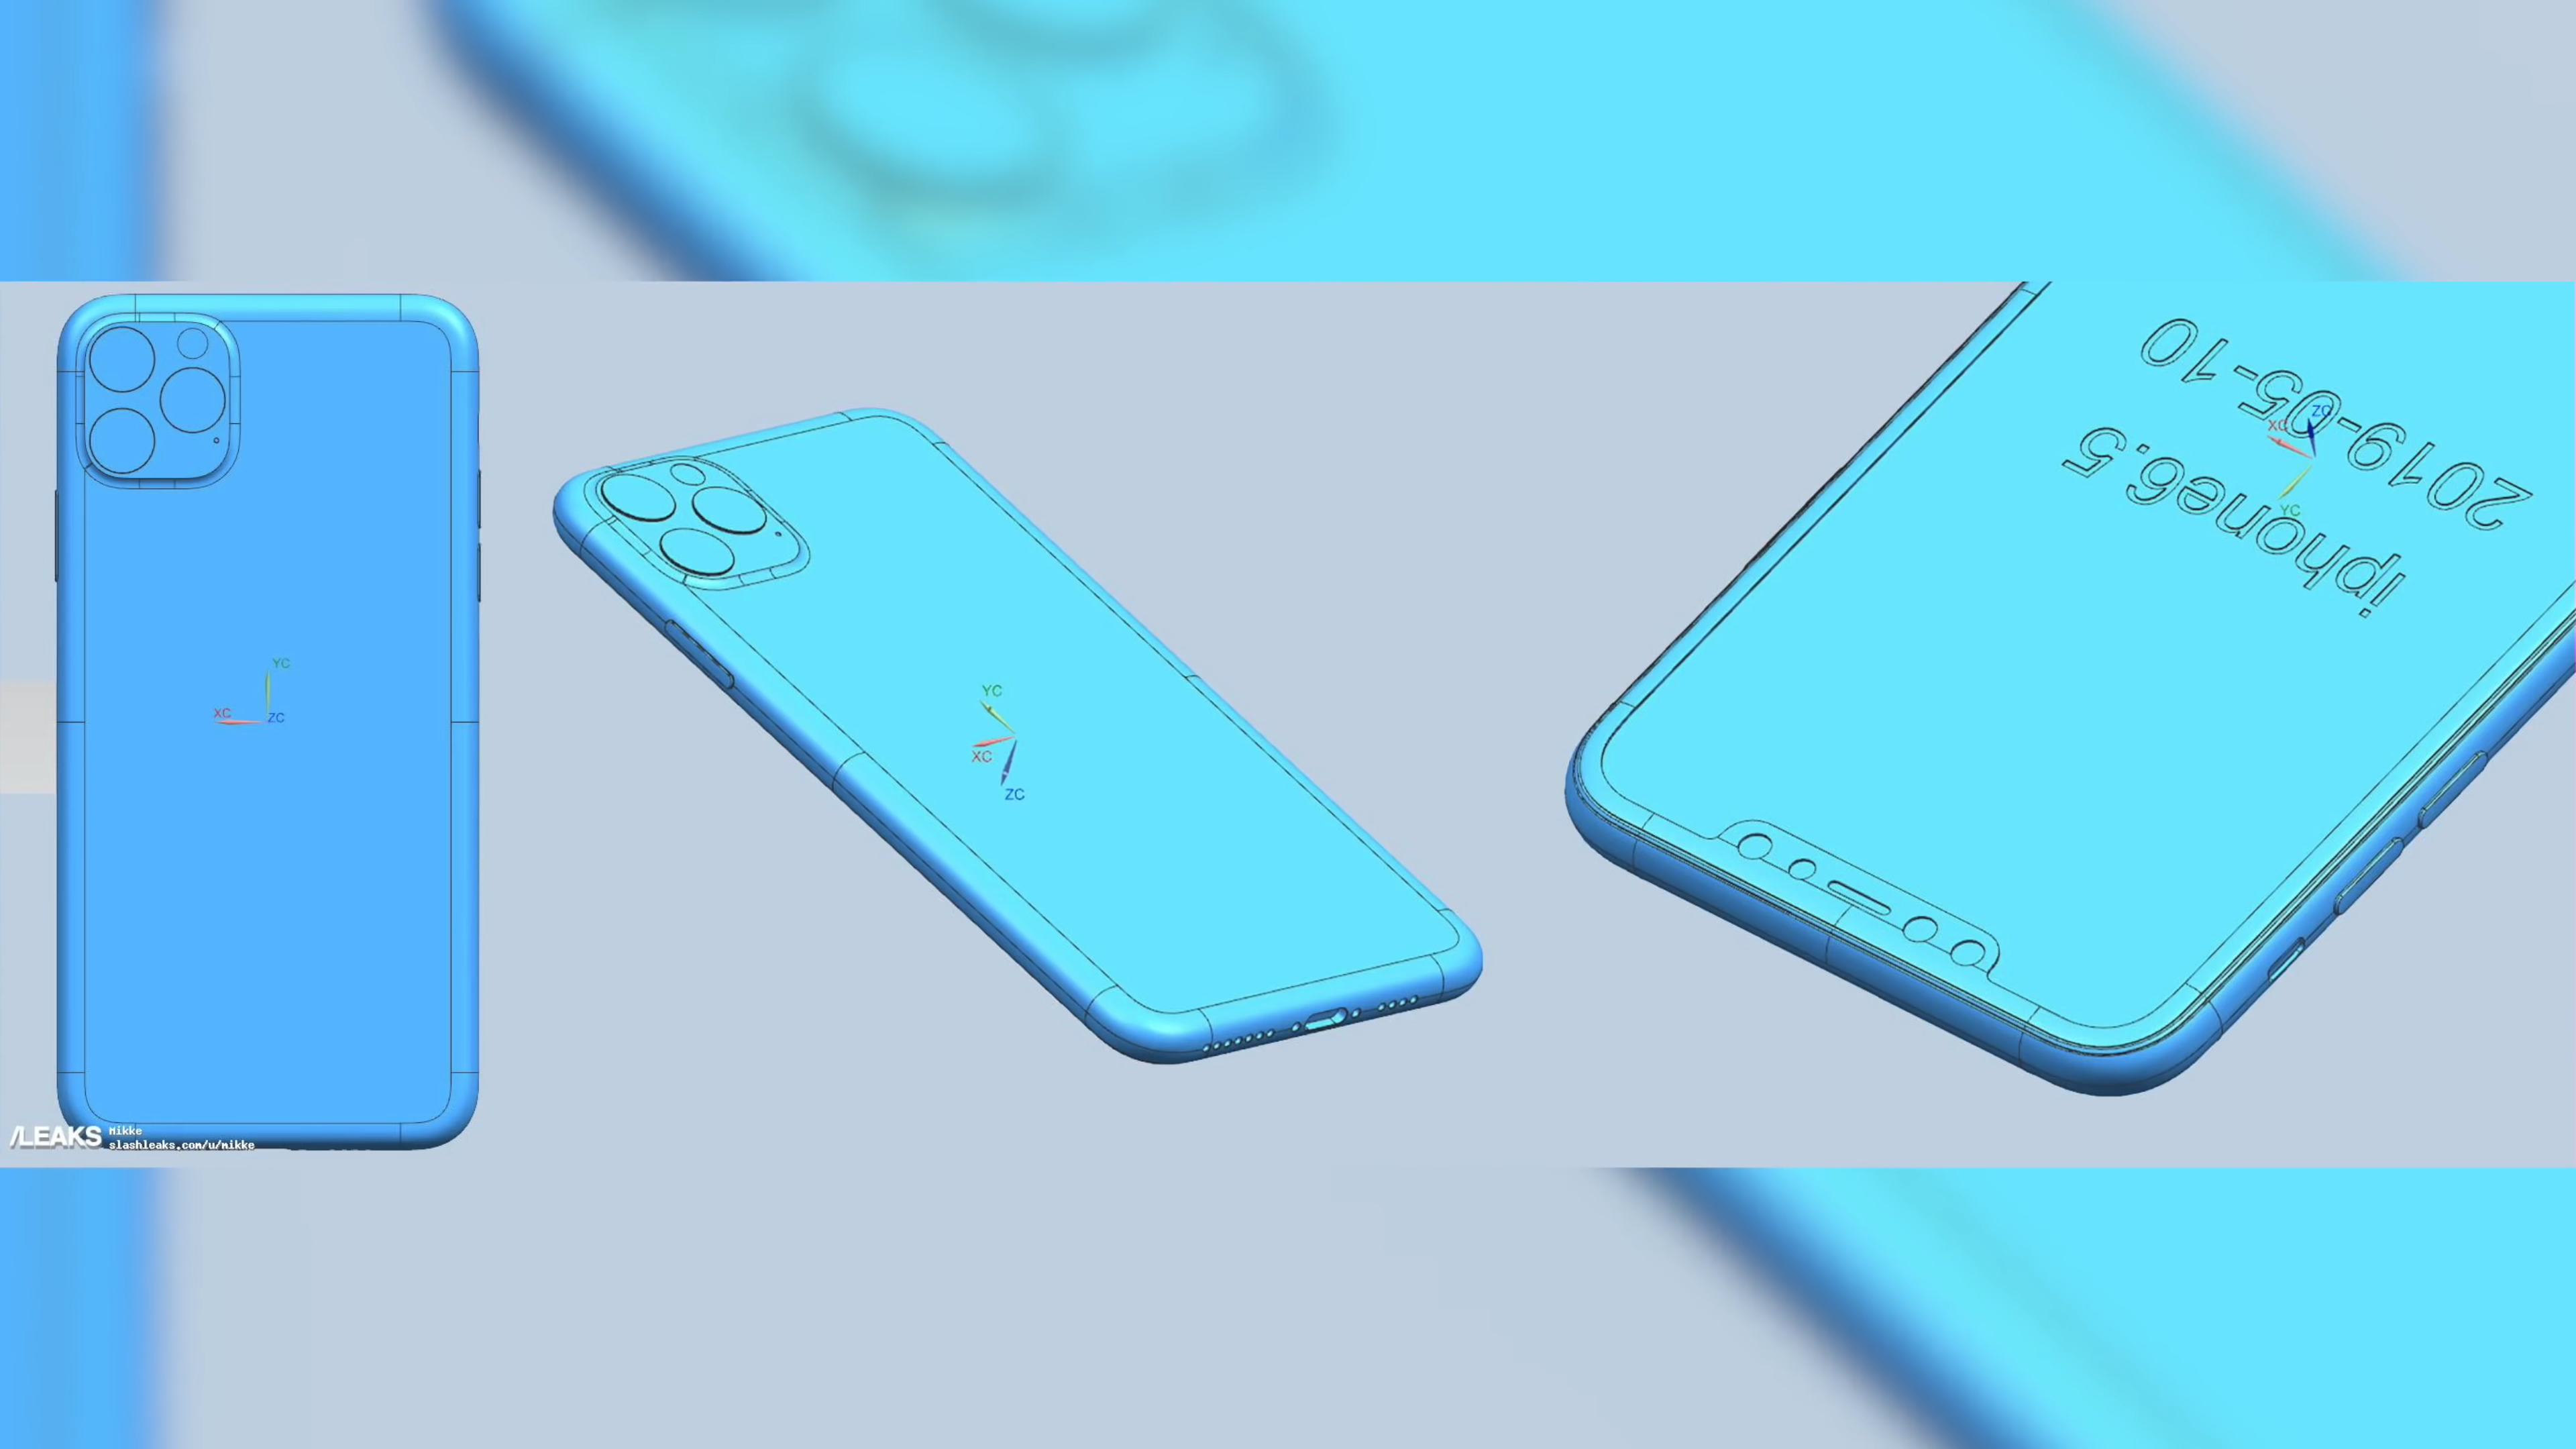 YC
XC
ZC
/LEAKS
Mikke
slashleaks.com/u/mikke
YC
XC
ZC
iphone6.5
2019-05-10
ZC
XC
YC